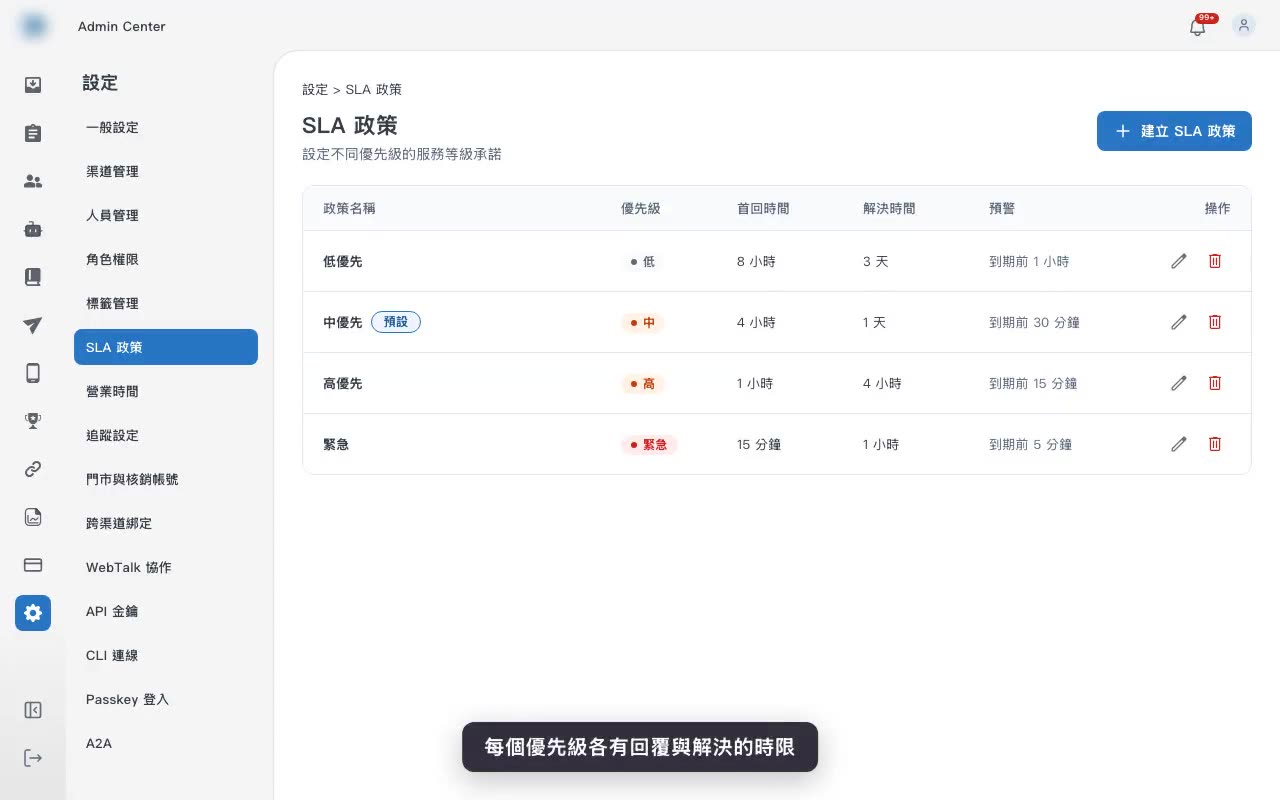 Admin Center
99+
設定
一般設定
渠道管理
人員管理
角色權限
標籤管理
SLA 政策
營業時間
追蹤設定
門市與核銷帳號
跨渠道綁定
WebTalk 協作
API 金鑰
CLI 連線
Passkey 登入
A2A
設定 > SLA 政策
SLA 政策
設定不同優先級的服務等級承諾
建立 SLA 政策
政策名稱 優先級 首回時間 解決時間 預警 操作
低優先 低 8 小時 3 天 到期前 1 小時
中優先 預設 中 4 小時 1 天 到期前 30 分鐘
高優先 高 1 小時 4 小時 到期前 15 分鐘
緊急 緊急 15 分鐘 1 小時 到期前 5 分鐘
每個優先級各有回覆與解決的時限